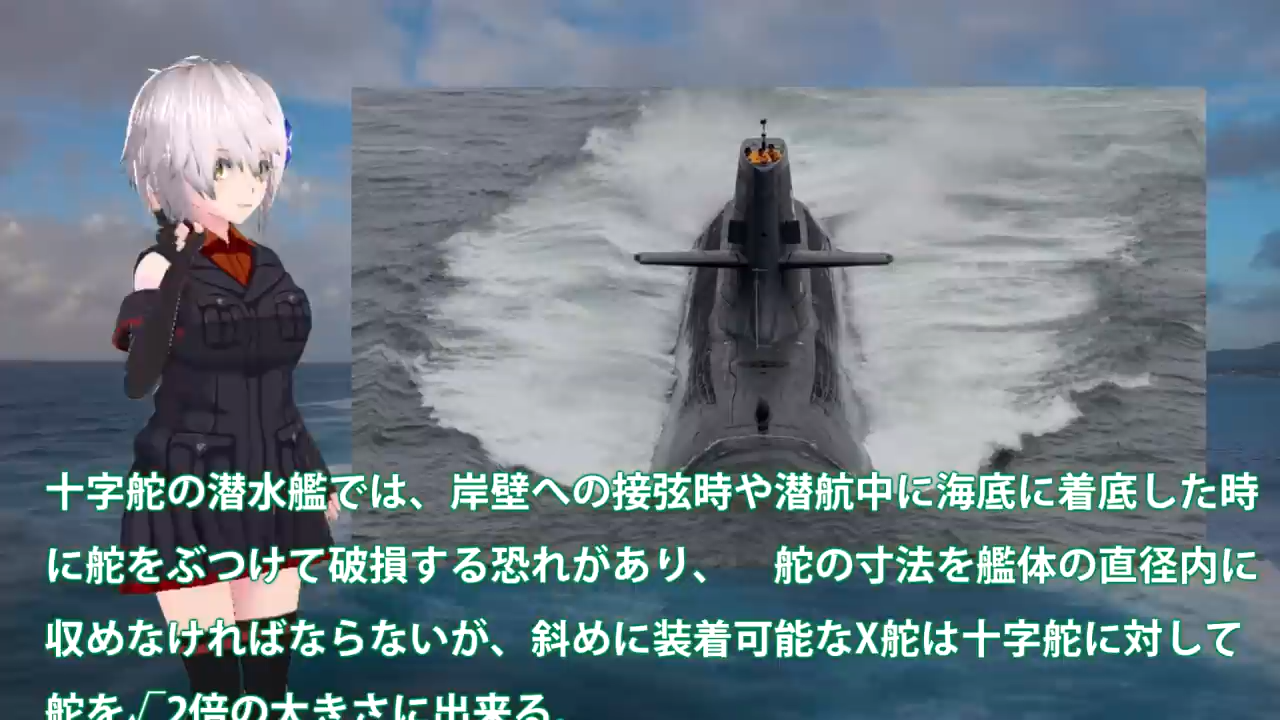 十字舵の潜水艦では、岸壁への接弦時や潜航中に海底に着底した時
に舵をぶつけて破損する恐れがあり、　舵の寸法を艦体の直径内に
収めなければならないが、斜めに装着可能なX舵は十字舵に対して
舵を√2倍の大きさに出来る。